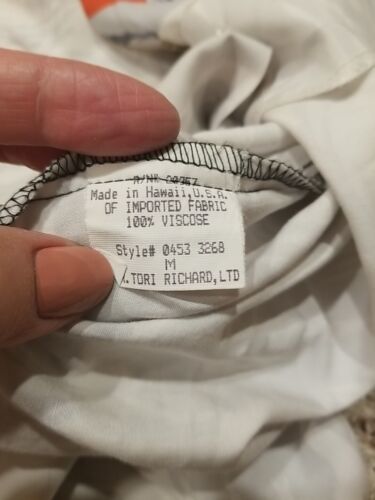 Made in Hawaii,U.S.A.
OF IMPORTED FABRIC
100% VISCOSE
Style# 0453 3268
M
.TORI RICHARD,LTD